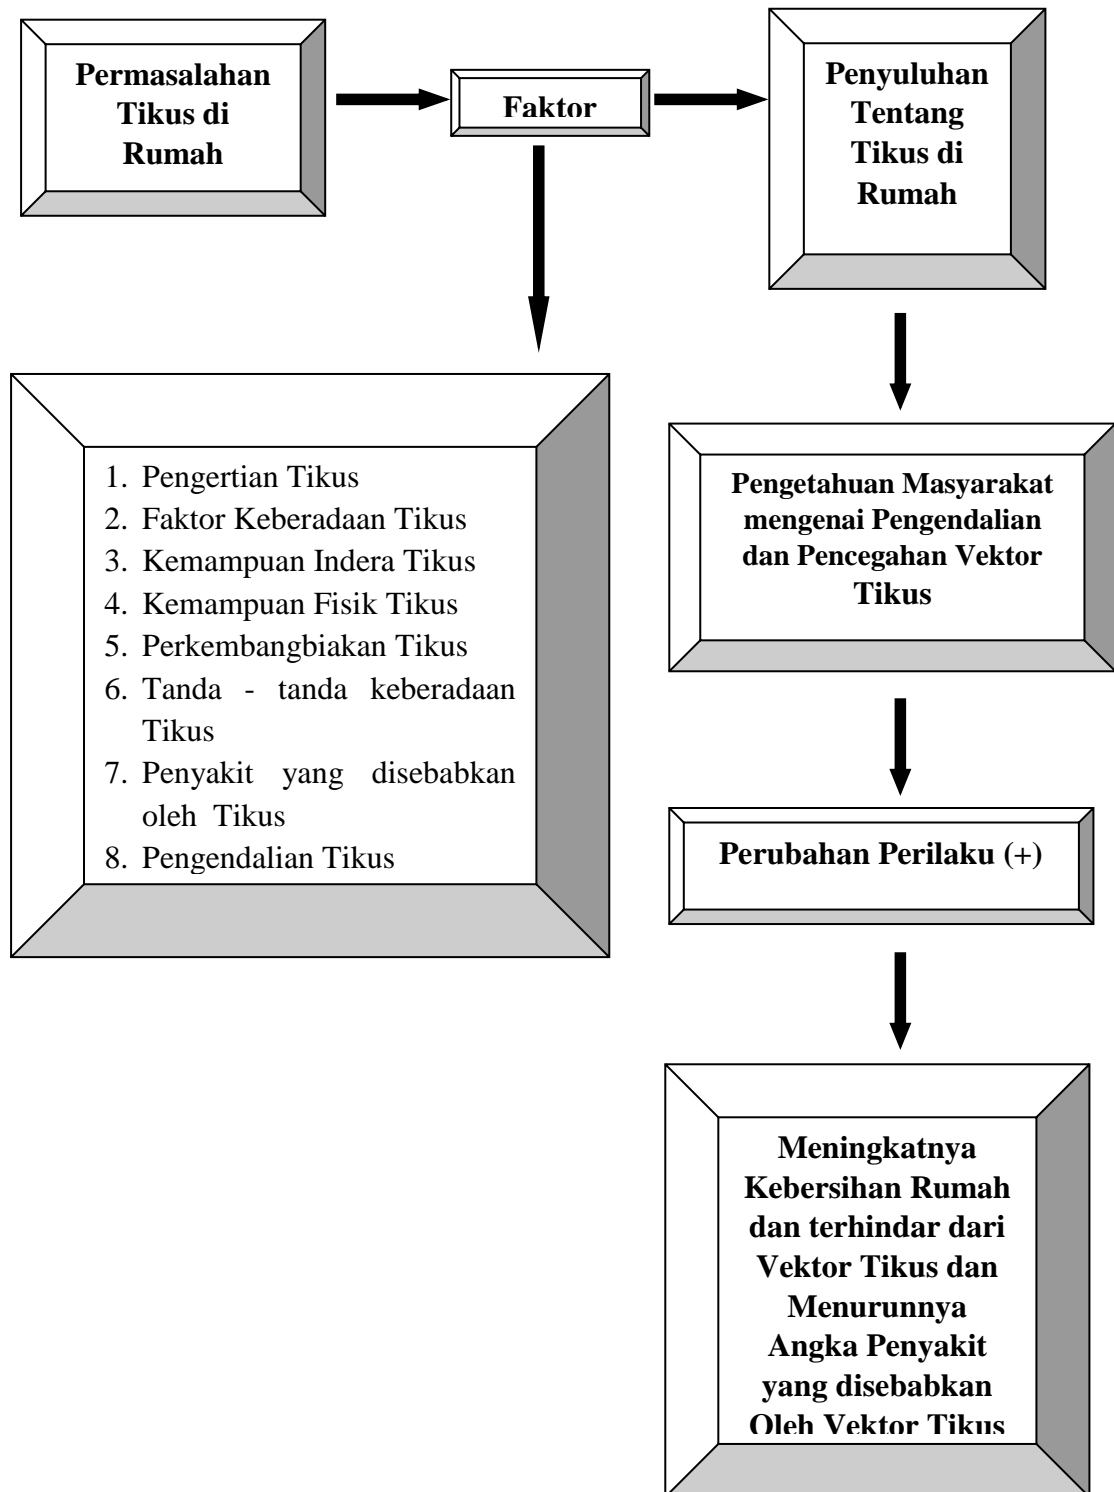 Permasalahan
Tikus di
Rumah
Faktor
Penyuluhan
Tentang
Tikus di
Rumah
1. Pengertian Tikus
2. Faktor Keberadaan Tikus
3. Kemampuan Indera Tikus
4. Kemampuan Fisik Tikus
5. Perkembangbiakan Tikus
6. Tanda - tanda keberadaan
Tikus
7. Penyakit yang disebabkan
oleh Tikus
8. Pengendalian Tikus
Pengetahuan Masyarakat
mengenai Pengendalian
dan Pencegahan Vektor
Tikus
Perubahan Perilaku (+)
Meningkatnya
Kebersihan Rumah
dan terhindar dari
Vektor Tikus dan
Menurunnya
Angka Penyakit
yang disebabkan
Oleh Vektor Tikus